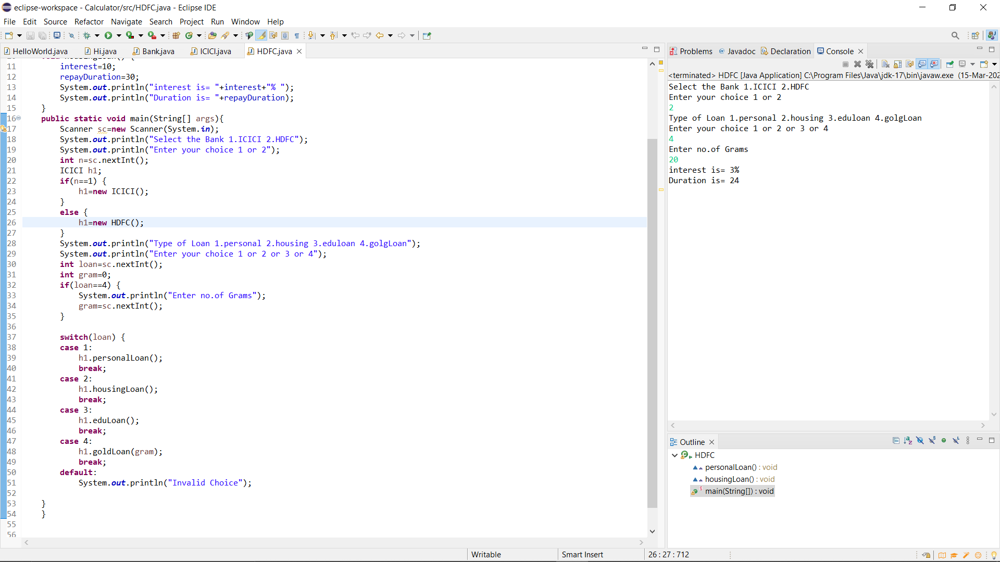 eclipse-workspace - Calculator/src/HDFC.java - Eclipse IDE
File Edit Source Refactor Navigate Search Project Run Window Help
HelloWorld.java Hi.java Bank.java ICICI.java HDFC.java
11 interest=10;
12 repayDuration=30;
13 System.out.println("interest is= "+interest+"% ");
14 System.out.println("Duration is= "+repayDuration);
15 }
16 public static void main(String[] args){
17 Scanner sc=new Scanner(System.in);
18 System.out.println("Select the Bank 1.ICICI 2.HDFC");
19 System.out.println("Enter your choice 1 or 2");
20 int n=sc.nextInt();
21 ICICI h1;
22 if(n==1) {
23 h1=new ICICI();
24 }
25 else {
26 h1=new HDFC();
27 }
28 System.out.println("Type of Loan 1.personal 2.housing 3.eduloan 4.golgLoan");
29 System.out.println("Enter your choice 1 or 2 or 3 or 4");
30 int loan=sc.nextInt();
31 int gram=0;
32 if(loan==4) {
33 System.out.println("Enter no.of Grams");
34 gram=sc.nextInt();
35 }
36
37 switch(loan) {
38 case 1:
39 h1.personalLoan();
40 break;
41 case 2:
42 h1.housingLoan();
43 break;
44 case 3:
45 h1.eduLoan();
46 break;
47 case 4:
48 h1.goldLoan(gram);
49 break;
50 default:
51 System.out.println("Invalid Choice");
52
53 }
54 }
55
56
Problems Javadoc Declaration Console
<terminated> HDFC [Java Application] C:\Program Files\Java\jdk-17\bin\javaw.exe (15-Mar-202
Select the Bank 1.ICICI 2.HDFC
Enter your choice 1 or 2
2
Type of Loan 1.personal 2.housing 3.eduloan 4.golgLoan
Enter your choice 1 or 2 or 3 or 4
4
Enter no.of Grams
20
interest is= 3%
Duration is= 24
Outline
HDFC
personalLoan() : void
housingLoan() : void
main(String[]) : void
Writable Smart Insert 26 : 27 : 712